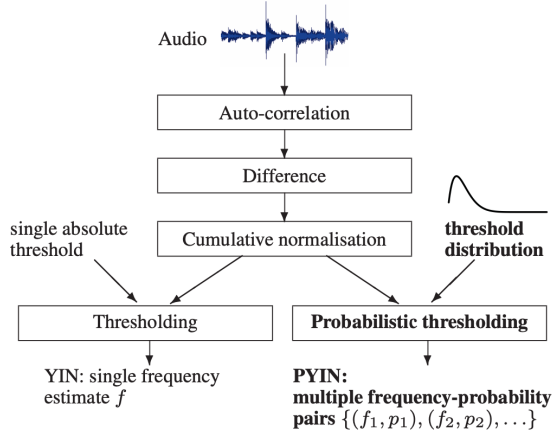 Audio
Auto-correlation
Difference
Cumulative normalisation
single absolute
threshold
threshold
distribution
Thresholding
Probabilistic thresholding
YIN: single frequency
estimate f
PYIN:
multiple frequency-probability
pairs {(f₁, p₁), (f₂, p₂), . . .}